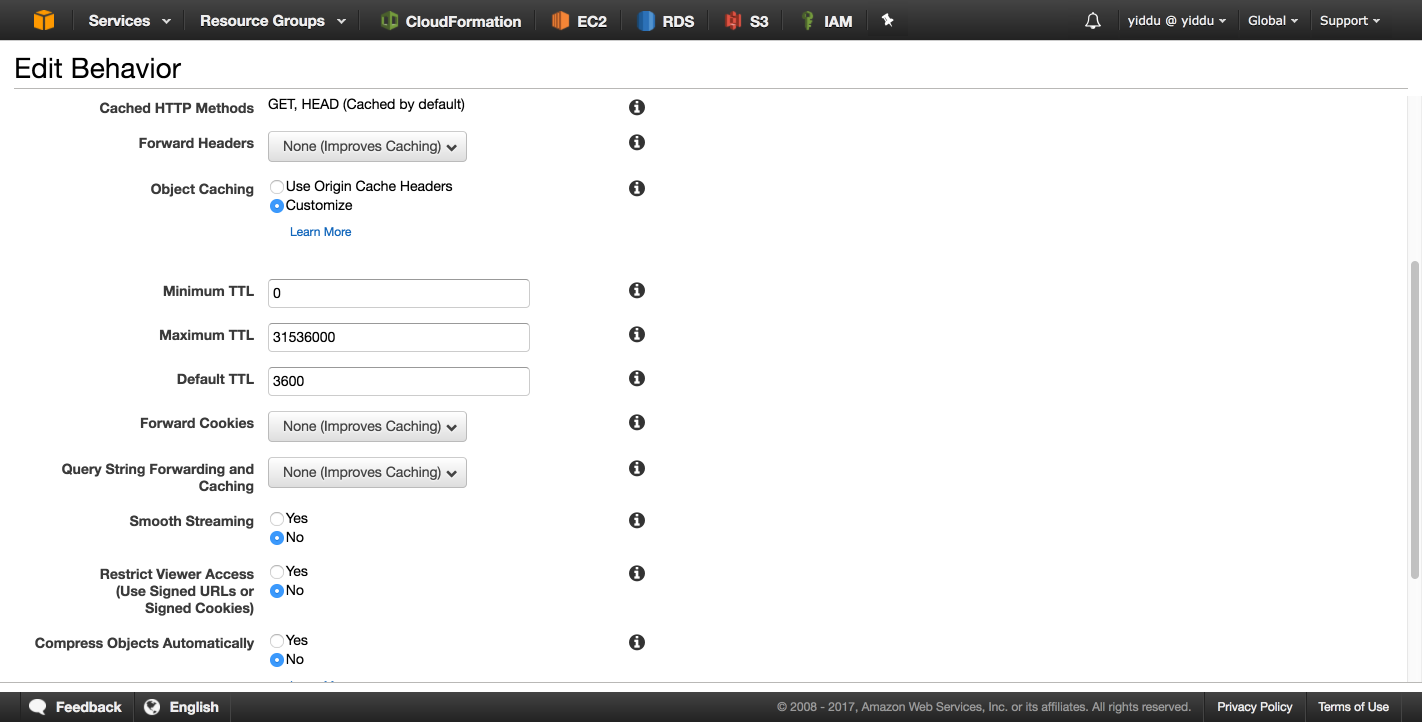 Services Resource Groups CloudFormation EC2 RDS S3 IAM yiddu @ yiddu Global Support
Edit Behavior
Cached HTTP Methods GET, HEAD (Cached by default)
Forward Headers None (Improves Caching)
Object Caching Use Origin Cache Headers
Customize
Learn More
Minimum TTL 0
Maximum TTL 31536000
Default TTL 3600
Forward Cookies None (Improves Caching)
Query String Forwarding and None (Improves Caching)
Caching
Smooth Streaming Yes
No
Restrict Viewer Access Yes
(Use Signed URLs or No
Signed Cookies)
Compress Objects Automatically Yes
No
Feedback English © 2008 - 2017, Amazon Web Services, Inc. or its affiliates. All rights reserved. Privacy Policy Terms of Use